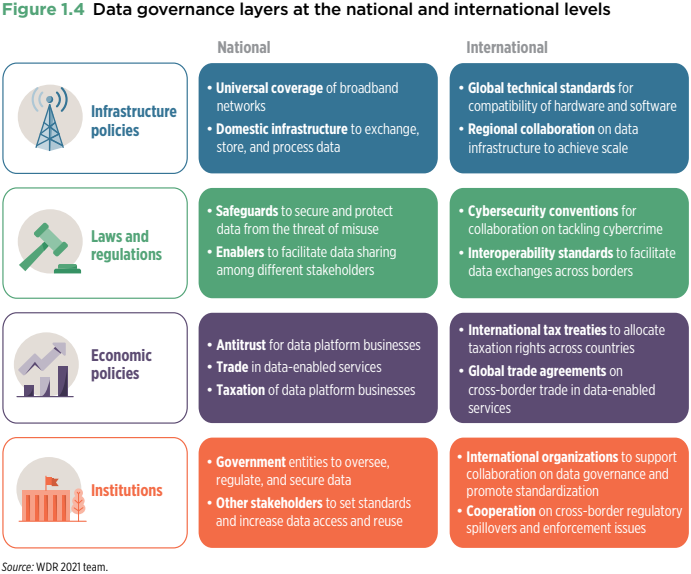 Figure 1.4 Data governance layers at the national and international levels
National
International
Infrastructure
policies
• Universal coverage of broadband
networks
• Domestic infrastructure to exchange,
store, and process data
• Global technical standards for
compatibility of hardware and software
• Regional collaboration on data
infrastructure to achieve scale
Laws and
regulations
• Safeguards to secure and protect
data from the threat of misuse
• Enablers to facilitate data sharing
among different stakeholders
• Cybersecurity conventions for
collaboration on tackling cybercrime
• Interoperability standards to facilitate
data exchanges across borders
Economic
policies
• Antitrust for data platform businesses
• Trade in data-enabled services
• Taxation of data platform businesses
• International tax treaties to allocate
taxation rights across countries
• Global trade agreements on
cross-border trade in data-enabled
services
Institutions
• Government entities to oversee,
regulate, and secure data
• Other stakeholders to set standards
and increase data access and reuse
• International organizations to support
collaboration on data governance and
promote standardization
• Cooperation on cross-border regulatory
spillovers and enforcement issues
Source: WDR 2021 team.